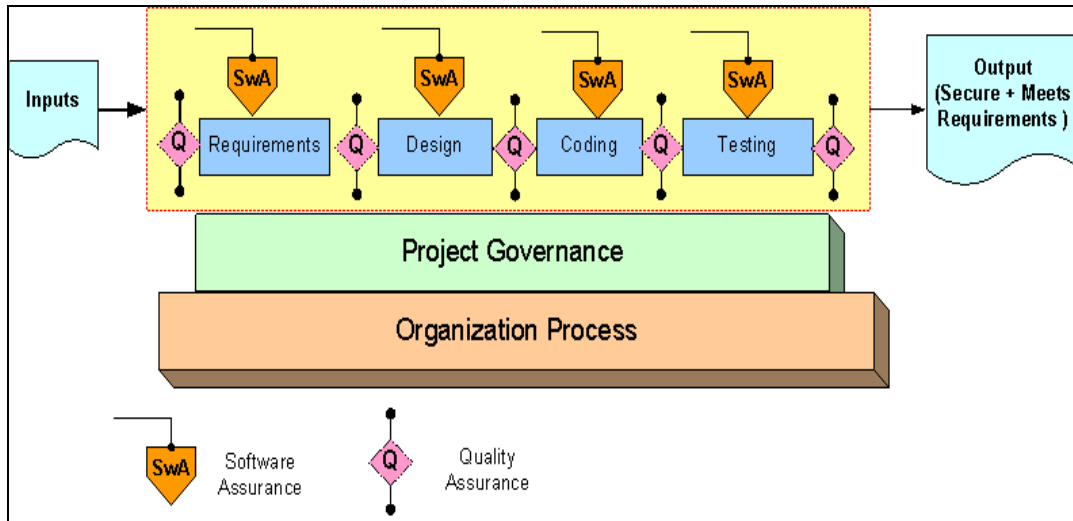 SwA
SwA
SwA
SwA
Inputs
Output
(Secure + Meets
Requirements )
Q
Requirements
Q
Design
Q
Coding
Q
Testing
Q
Project Governance
Organization Process
SwA
Software
Assurance
Q
Quality
Assurance